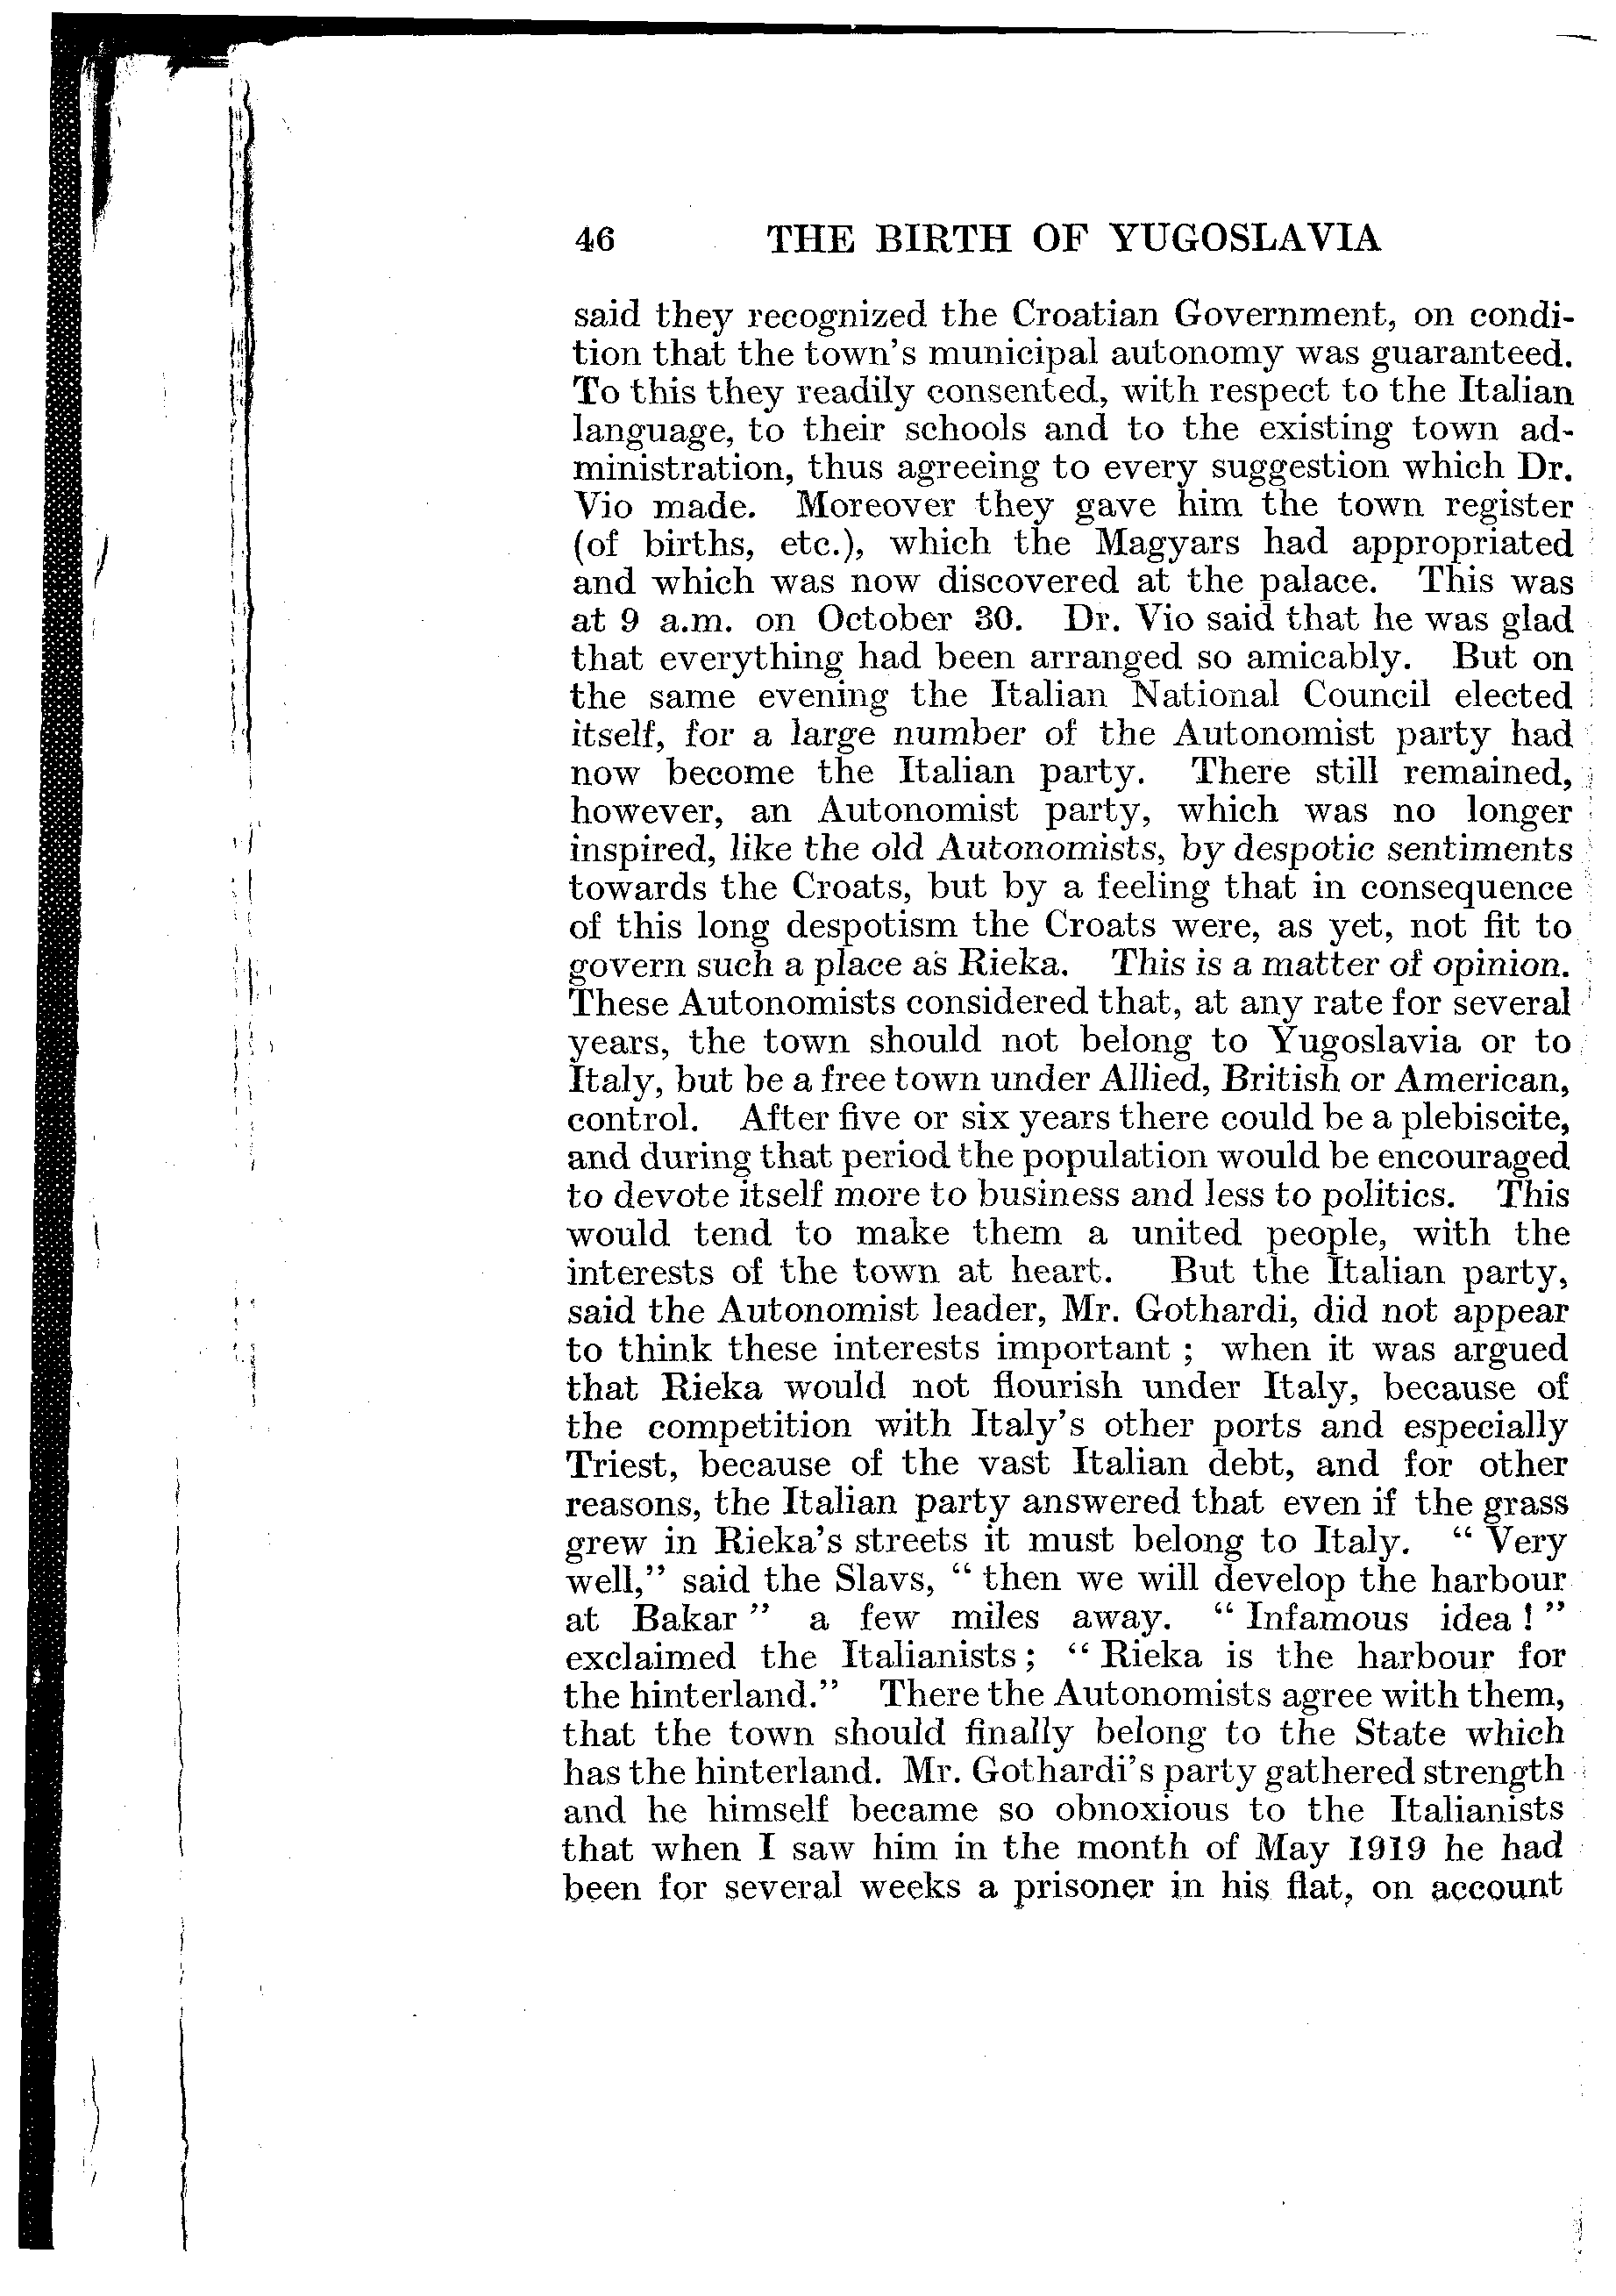 46 THE BIRTH OF YUGOSLAVIA
said they recognized the Croatian Government, on condi-
tion that the town's municipal autonomy was guaranteed.
To this they readily consented, with respect to the Italian
language, to their schools and to the existing town ad-
ministration, thus agreeing to every suggestion which Dr.
Vio made. Moreover they gave him the town register
(of births, etc.), which the Magyars had appropriated
and which was now discovered at the palace. This was
at 9 a.m. on October 30. Dr. Vio said that he was glad
that everything had been arranged so amicably. But on
the same evening the Italian National Council elected
itself, for a large number of the Autonomist party had
now become the Italian party. There still remained,
however, an Autonomist party, which was no longer
inspired, like the old Autonomists, by despotic sentiments
towards the Croats, but by a feeling that in consequence
of this long despotism the Croats were, as yet, not fit to
govern such a place as Rieka. This is a matter of opinion.
These Autonomists considered that, at any rate for several
years, the town should not belong to Yugoslavia or to
Italy, but be a free town under Allied, British or American,
control. After five or six years there could be a plebiscite,
and during that period the population would be encouraged
to devote itself more to business and less to politics. This
would tend to make them a united people, with the
interests of the town at heart. But the Italian party,
said the Autonomist leader, Mr. Gothardi, did not appear
to think these interests important ; when it was argued
that Rieka would not flourish under Italy, because of
the competition with Italy's other ports and especially
Triest, because of the vast Italian debt, and for other
reasons, the Italian party answered that even if the grass
grew in Rieka's streets it must belong to Italy. “ Very
well,” said the Slavs, “ then we will develop the harbour
at Bakar ” a few miles away. “ Infamous idea ! ”
exclaimed the Italianists ; “ Rieka is the harbour for
the hinterland.” There the Autonomists agree with them,
that the town should finally belong to the State which
has the hinterland. Mr. Gothardi's party gathered strength
and he himself became so obnoxious to the Italianists
that when I saw him in the month of May 1919 he had
been for several weeks a prisoner in his flat, on account